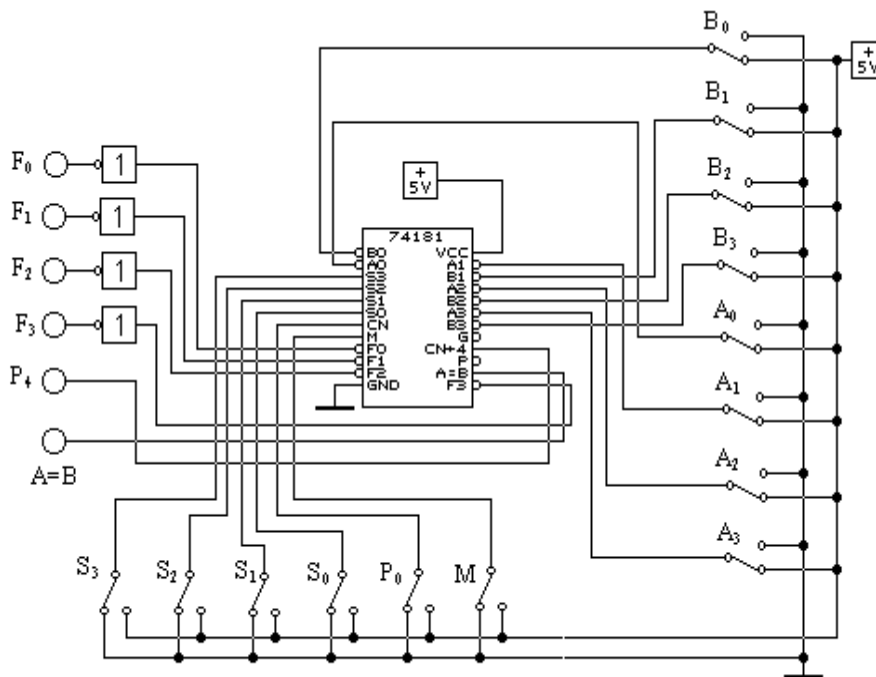 B₀
+
5V
B₁
F₀
1
B₂
+
5V
F₁
1
74181
B₃
F₂
1
B0
VCC
A0
A1
S3
B1
S2
A2
S1
B2
S0
A3
CN
B3
M
G
F0
CN+4
F1
P
F2
A=B
GND
F3
A₀
F₃
1
P₄
A₁
A=B
A₂
A₃
S₃
S₂
S₁
S₀
P₀
M